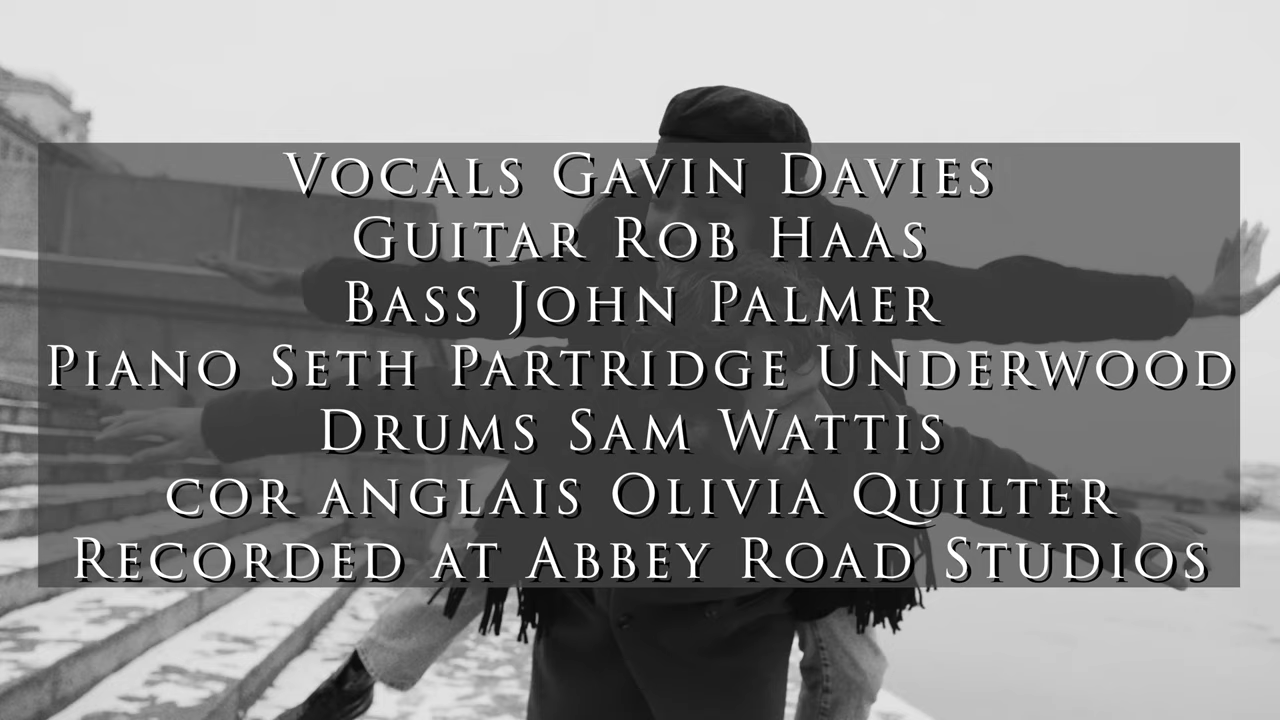 Vocals Gavin Davies
Guitar Rob Haas
Bass John Palmer
Piano Seth Partridge Underwood
Drums Sam Wattis
cor anglais Olivia Quilter
Recorded at Abbey Road Studios